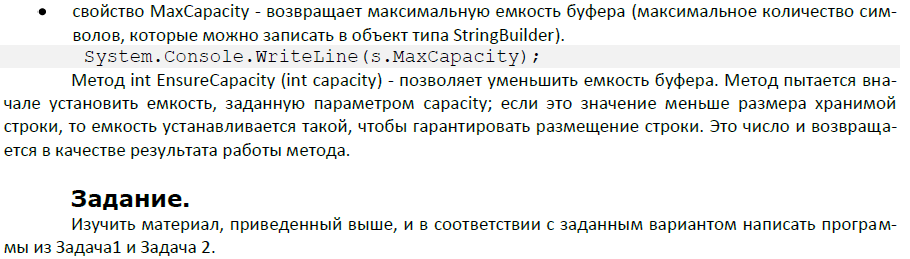 • свойство MaxCapacity - возвращает максимальную емкость буфера (максимальное количество сим-
волов, которые можно записать в объект типа StringBuilder).
System.Console.WriteLine(s.MaxCapacity);
Метод int EnsureCapacity (int capacity) - позволяет уменьшить емкость буфера. Метод пытается вна-
чале установить емкость, заданную параметром capacity; если это значение меньше размера хранимой
строки, то емкость устанавливается такой, чтобы гарантировать размещение строки. Это число и возвраща-
ется в качестве результата работы метода.
Задание.
Изучить материал, приведенный выше, и в соответствии с заданным вариантом написать програм-
мы из Задача1 и Задача 2.